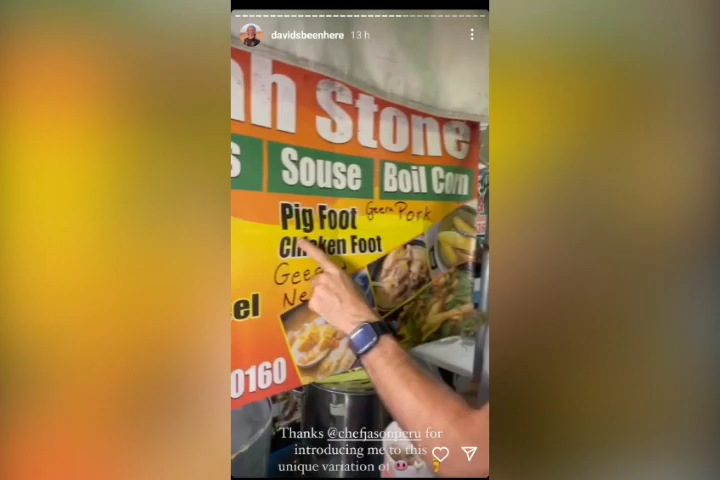 davidsbeenhere 13 h
ah Stone
s Souse Boil Corn
Pig Foot Geera Pork
Chicken Foot
el
0160
Thanks @chefjasonperu for
introducing me to this
unique variation of